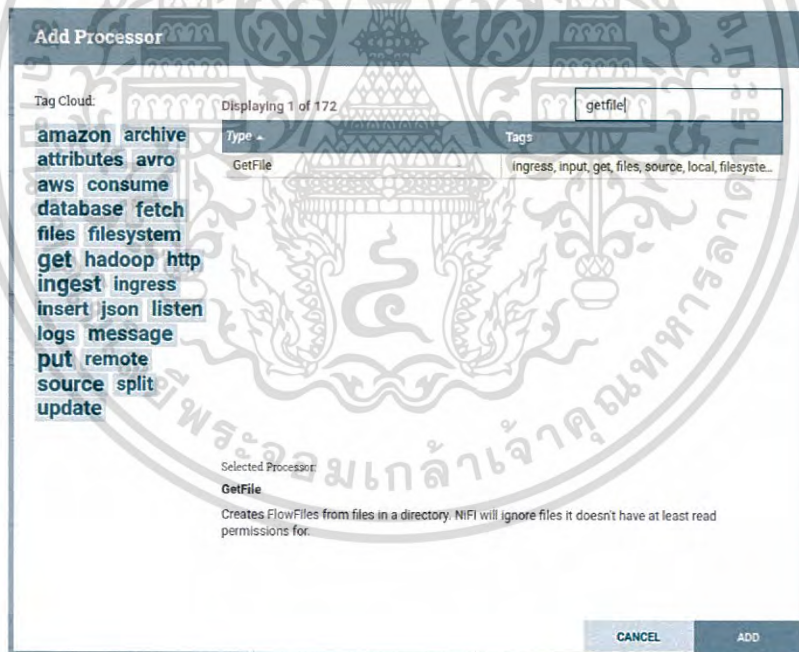 Add Processor
Tag Cloud:
Displaying 1 of 172
getfile
amazon archive
attributes avro
aws consume
database fetch
files filesystem
get hadoop http
ingest ingress
insert json listen
logs message
put remote
source split
update
Type
Tags
GetFile
ingress, input, get, files, source, local, filesyste...
Selected Processor:
GetFile
Creates FlowFiles from files in a directory. NiFi will ignore files it doesn't have at least read
permissions for.
CANCEL
ADD